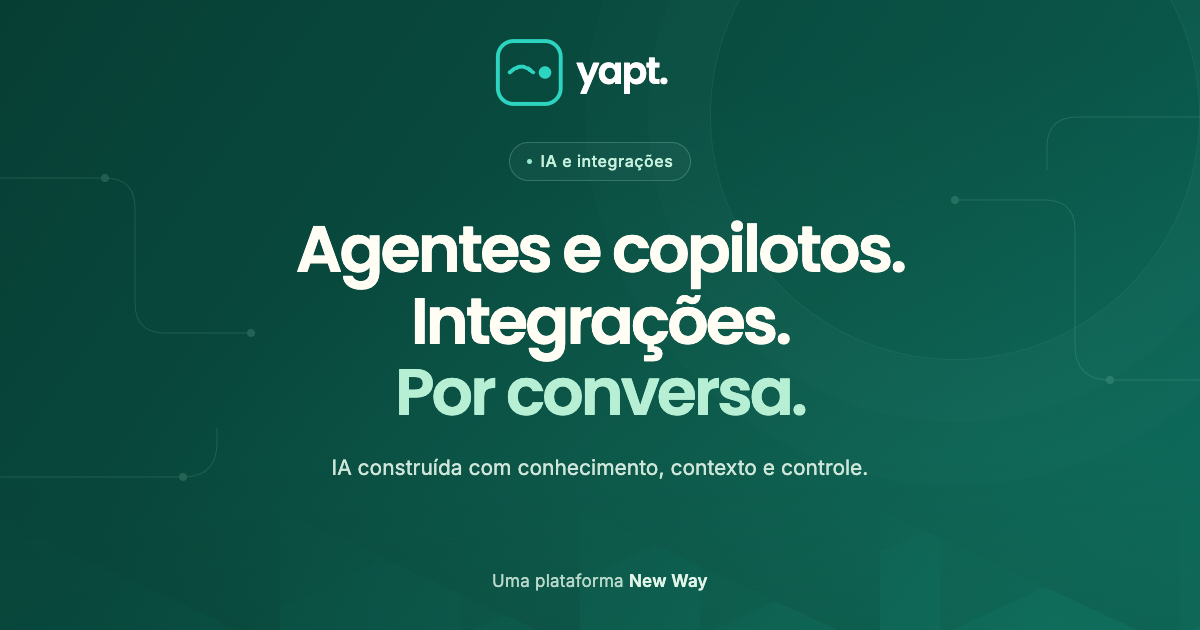 yapt.
• IA e integrações
Agentes e copilotos.
Integrações.
Por conversa.
IA construída com conhecimento, contexto e controle.
Uma plataforma New Way